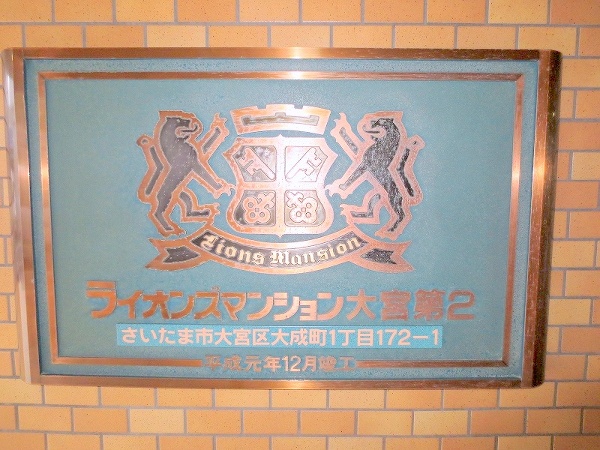 Lions Mansion
ライオンズマンション大宮第2
さいたま市大宮区大成町1丁目172-1
平成元年12月竣工